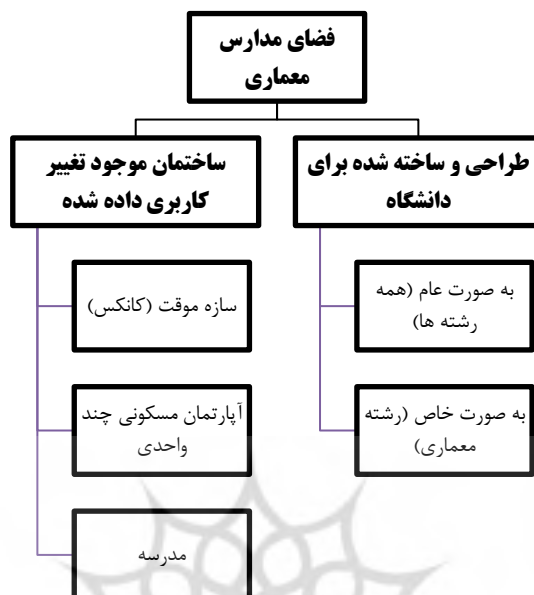 فضای مدارس
معماری
طراحی و ساخته شده برای
دانشگاه
به صورت عام (همه
رشته ها)
به صورت خاص (رشته
معماری)
ساختمان موجود تغییر
کاربری داده شده
سازه موقت (کانکس)
آپارتمان مسکونی چند
واحدی
مدرسه